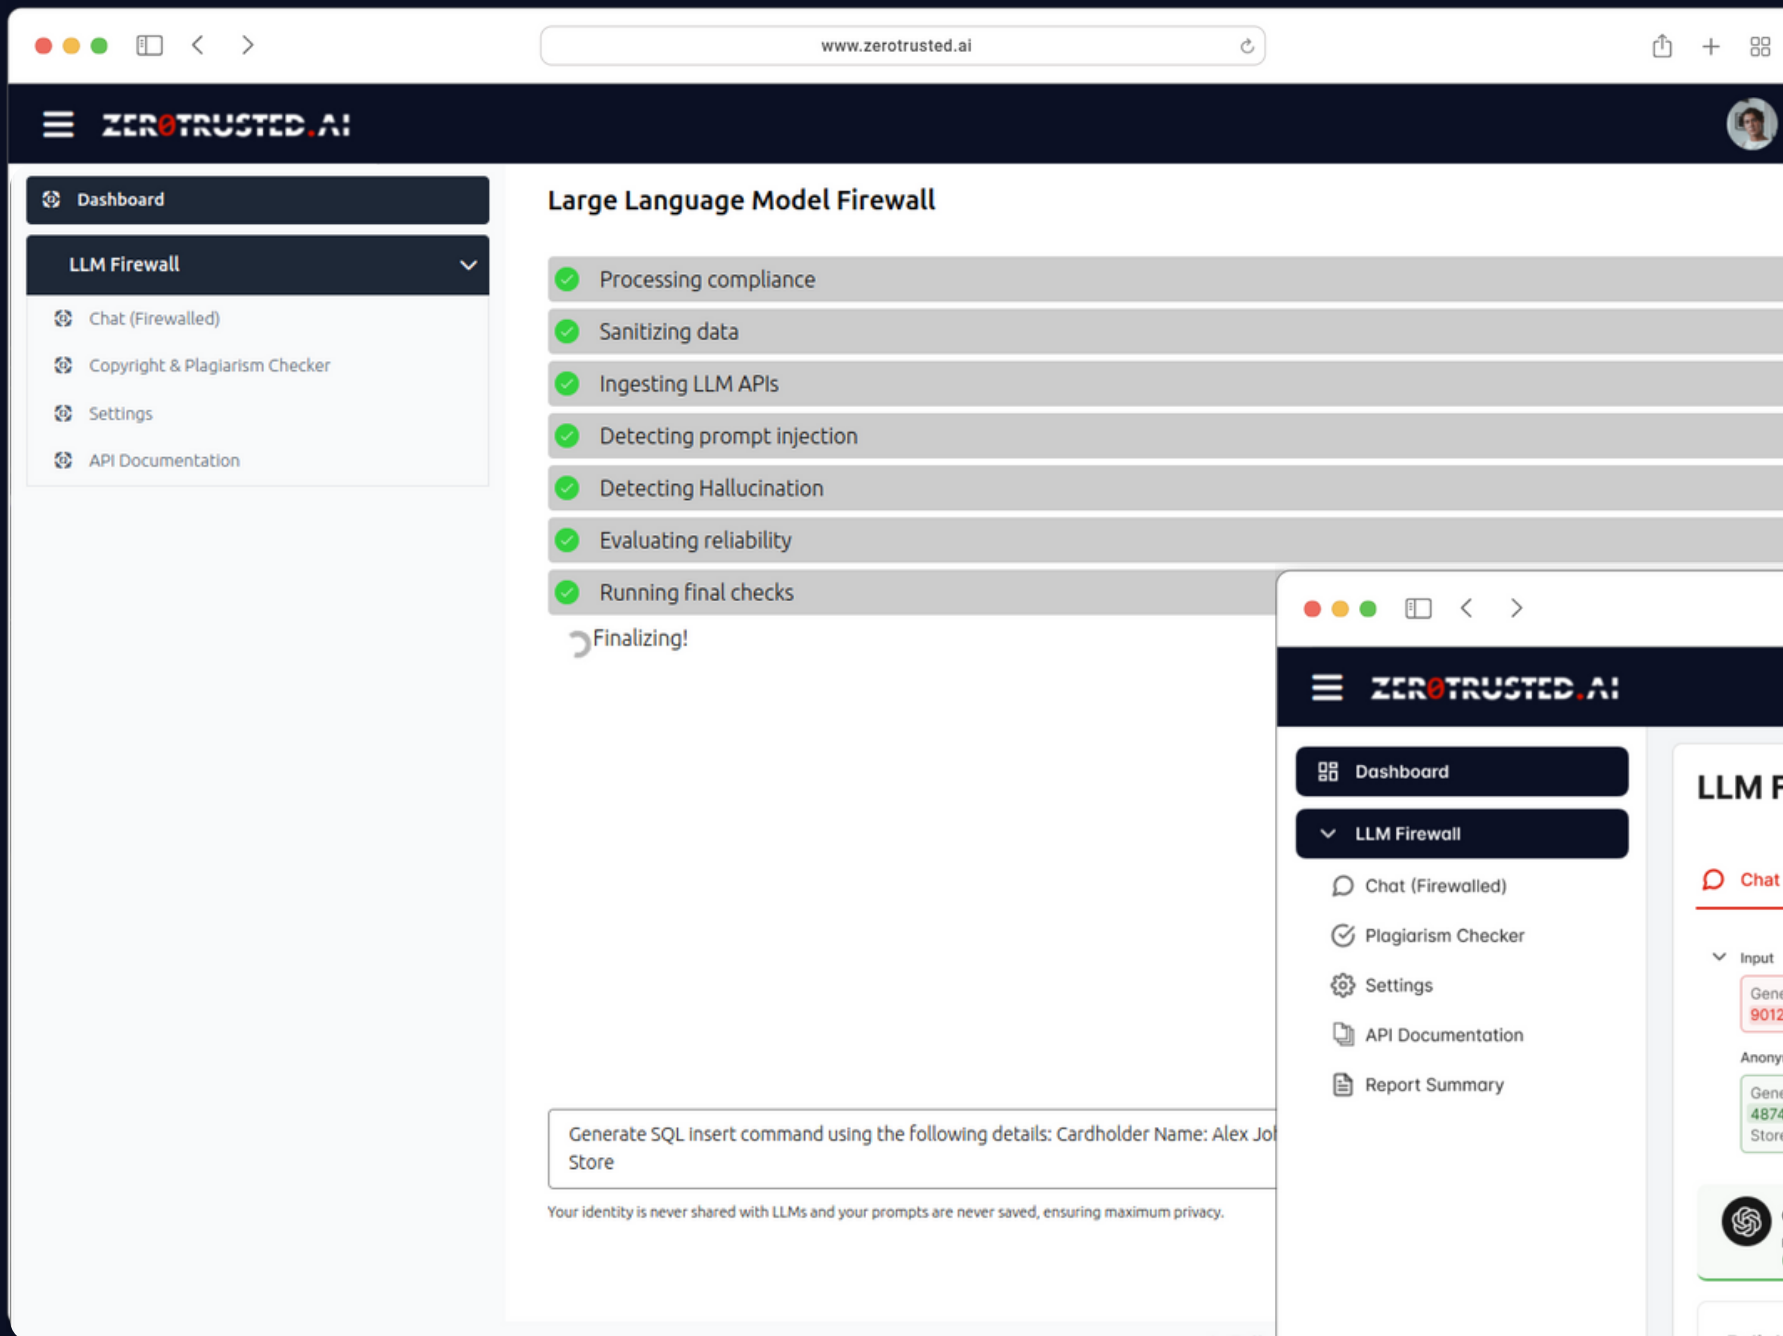 www.zerotrusted.ai
ZER0TRUSTED.AI
Dashboard
LLM Firewall
Chat (Firewalled)
Copyright & Plagiarism Checker
Settings
API Documentation
Large Language Model Firewall
Processing compliance
Sanitizing data
Ingesting LLM APIs
Detecting prompt injection
Detecting Hallucination
Evaluating reliability
Running final checks
Finalizing!
Generate SQL insert command using the following details: Cardholder Name: Alex Joh
Store
Your identity is never shared with LLMs and your prompts are never saved, ensuring maximum privacy.
ZER0TRUSTED.AI
Dashboard
LLM Firewall
Chat (Firewalled)
Plagiarism Checker
Settings
API Documentation
Report Summary
LLM F
Chat
Input
Gene
9012
Anony
Gene
4874
Store